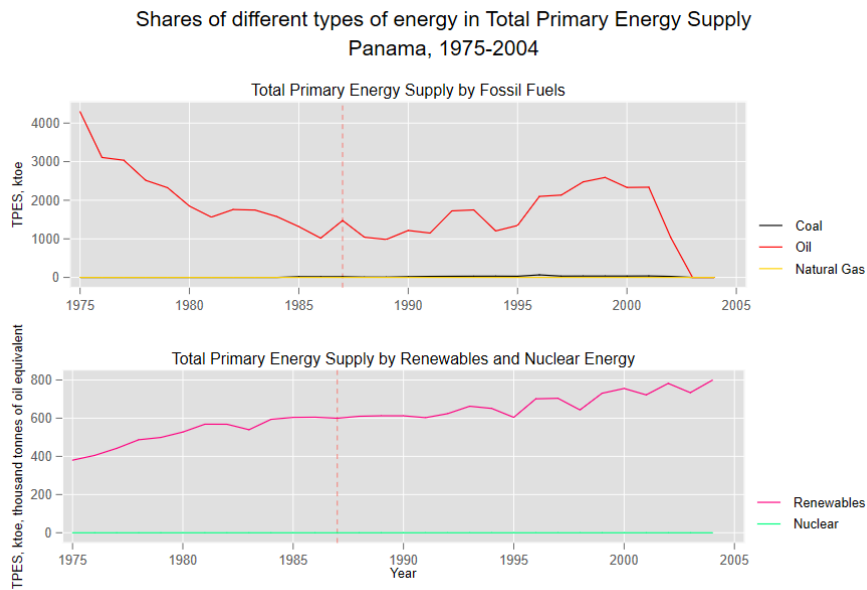 Shares of different types of energy in Total Primary Energy Supply
Panama, 1975-2004
Total Primary Energy Supply by Fossil Fuels
TPES, ktoe
4000
3000
2000
1000
0
1975 1980 1985 1990 1995 2000 2005
Coal
Oil
Natural Gas
Total Primary Energy Supply by Renewables and Nuclear Energy
TPES, ktoe, thousand tonnes of oil equivalent
800
600
400
200
0
1975 1980 1985 1990 1995 2000 2005
Year
Renewables
Nuclear